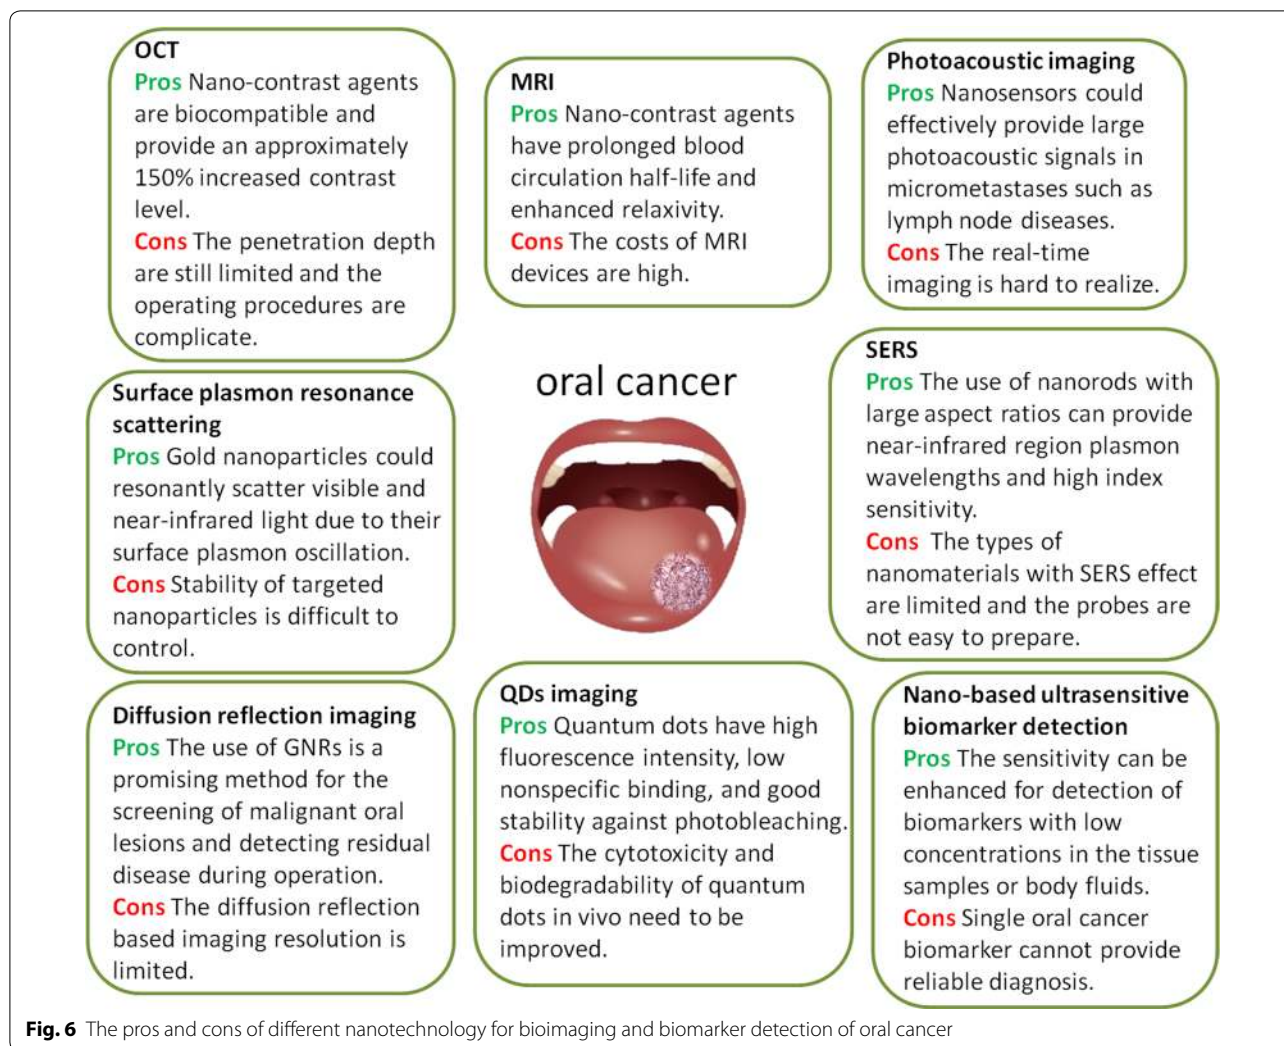 OCT
Pros Nano-contrast agents
are biocompatible and
provide an approximately
150% increased contrast
level.
Cons The penetration depth
are still limited and the
operating procedures are
complicate.
MRI
Pros Nano-contrast agents
have prolonged blood
circulation half-life and
enhanced relaxivity.
Cons The costs of MRI
devices are high.
Photoacoustic imaging
Pros Nanosensors could
effectively provide large
photoacoustic signals in
micrometastases such as
lymph node diseases.
Cons The real-time
imaging is hard to realize.
Surface plasmon resonance
scattering
Pros Gold nanoparticles could
resonantly scatter visible and
near-infrared light due to their
surface plasmon oscillation.
Cons Stability of targeted
nanoparticles is difficult to
control.
oral cancer
SERS
Pros The use of nanorods with
large aspect ratios can provide
near-infrared region plasmon
wavelengths and high index
sensitivity.
Cons The types of
nanomaterials with SERS effect
are limited and the probes are
not easy to prepare.
Diffusion reflection imaging
Pros The use of GNRs is a
promising method for the
screening of malignant oral
lesions and detecting residual
disease during operation.
Cons The diffusion reflection
based imaging resolution is
limited.
QDs imaging
Pros Quantum dots have high
fluorescence intensity, low
nonspecific binding, and good
stability against photobleaching.
Cons The cytotoxicity and
biodegradability of quantum
dots in vivo need to be
improved.
Nano-based ultrasensitive
biomarker detection
Pros The sensitivity can be
enhanced for detection of
biomarkers with low
concentrations in the tissue
samples or body fluids.
Cons Single oral cancer
biomarker cannot provide
reliable diagnosis.
Fig. 6 The pros and cons of different nanotechnology for bioimaging and biomarker detection of oral cancer